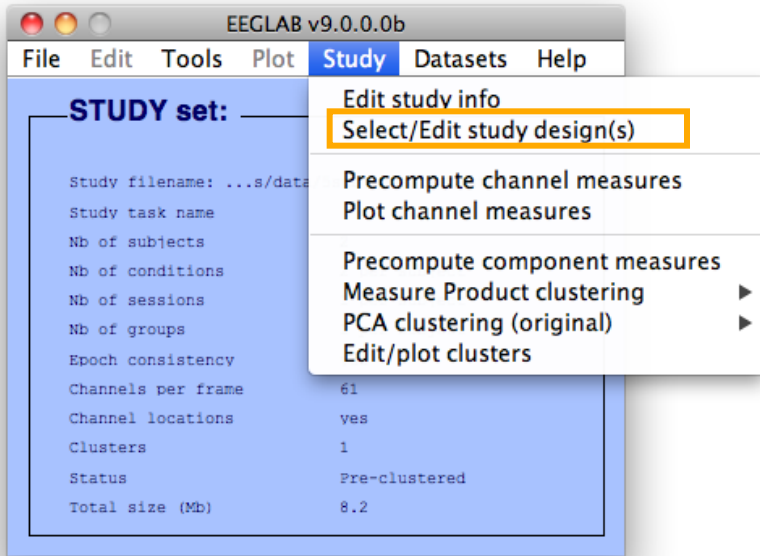 EEGLAB v9.0.0.0b
File Edit Tools Plot Study Datasets Help
Edit study info
Select/Edit study design(s)
Precompute channel measures
Plot channel measures
Precompute component measures
Measure Product clustering
PCA clustering (original)
Edit/plot clusters
STUDY set:
Study filename: ...s/data
Study task name
Nb of subjects
Nb of conditions
Nb of sessions
Nb of groups
Epoch consistency
Channels per frame 61
Channel locations yes
Clusters 1
Status Pre-clustered
Total size (Mb) 8.2